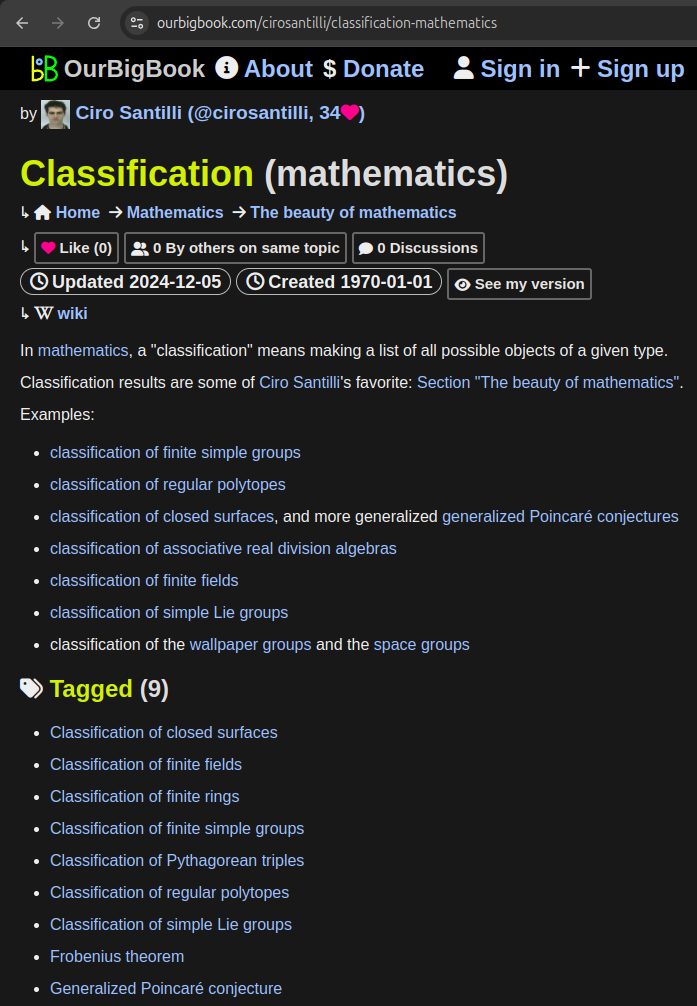 ourbigbook.com/cirosantilli/classification-mathematics
OurBigBook About $ Donate Sign in Sign up
by Ciro Santilli (@cirosantilli, 34)
Classification (mathematics)
↳ Home → Mathematics → The beauty of mathematics
↳ Like (0) 0 By others on same topic 0 Discussions
Updated 2024-12-05 Created 1970-01-01 See my version
↳ W wiki
In mathematics, a "classification" means making a list of all possible objects of a given type.
Classification results are some of Ciro Santilli's favorite: Section "The beauty of mathematics".
Examples:
• classification of finite simple groups
• classification of regular polytopes
• classification of closed surfaces, and more generalized generalized Poincaré conjectures
• classification of associative real division algebras
• classification of finite fields
• classification of simple Lie groups
• classification of the wallpaper groups and the space groups
Tagged (9)
• Classification of closed surfaces
• Classification of finite fields
• Classification of finite rings
• Classification of finite simple groups
• Classification of Pythagorean triples
• Classification of regular polytopes
• Classification of simple Lie groups
• Frobenius theorem
• Generalized Poincaré conjecture